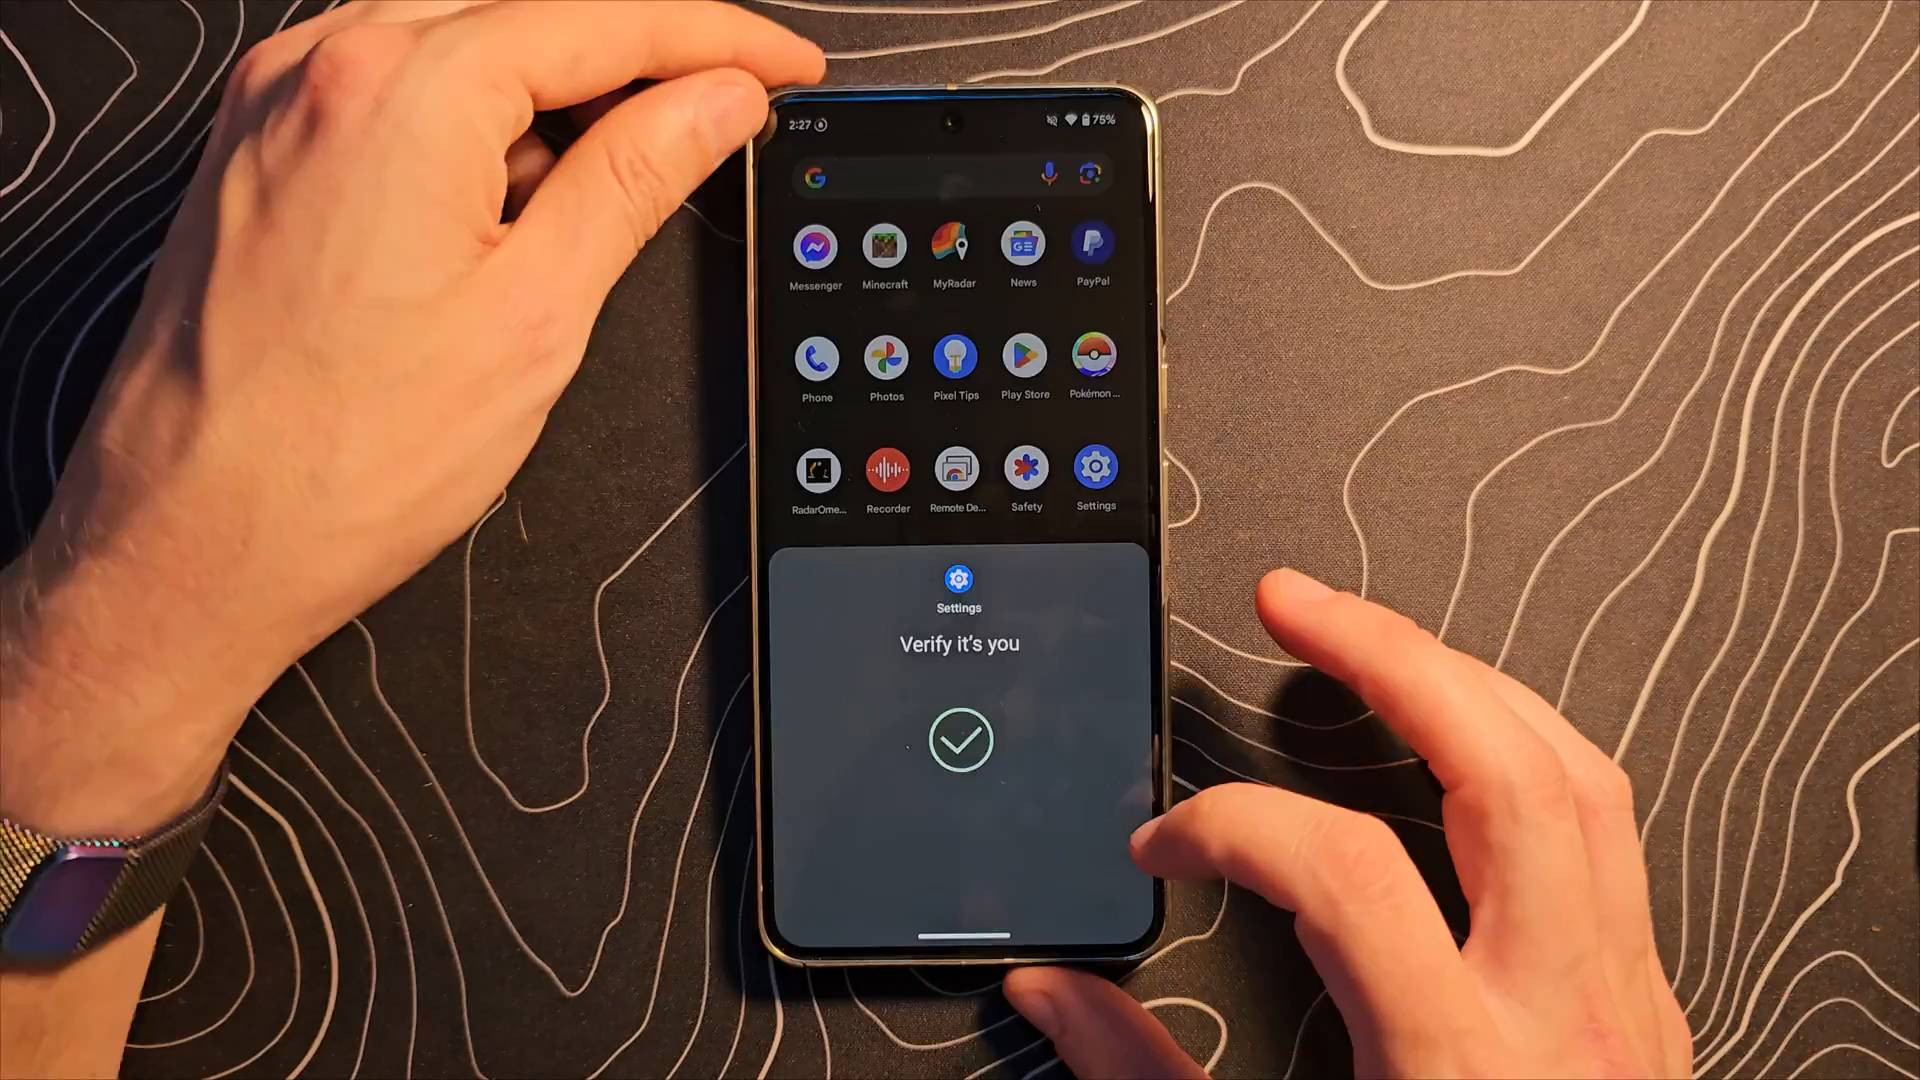 2:27 75%
Messenger Minecraft MyRadar News PayPal
Phone Photos Pixel Tips Play Store Pokémon ...
RadarOme... Recorder Remote De... Safety Settings
Settings
Verify it's you